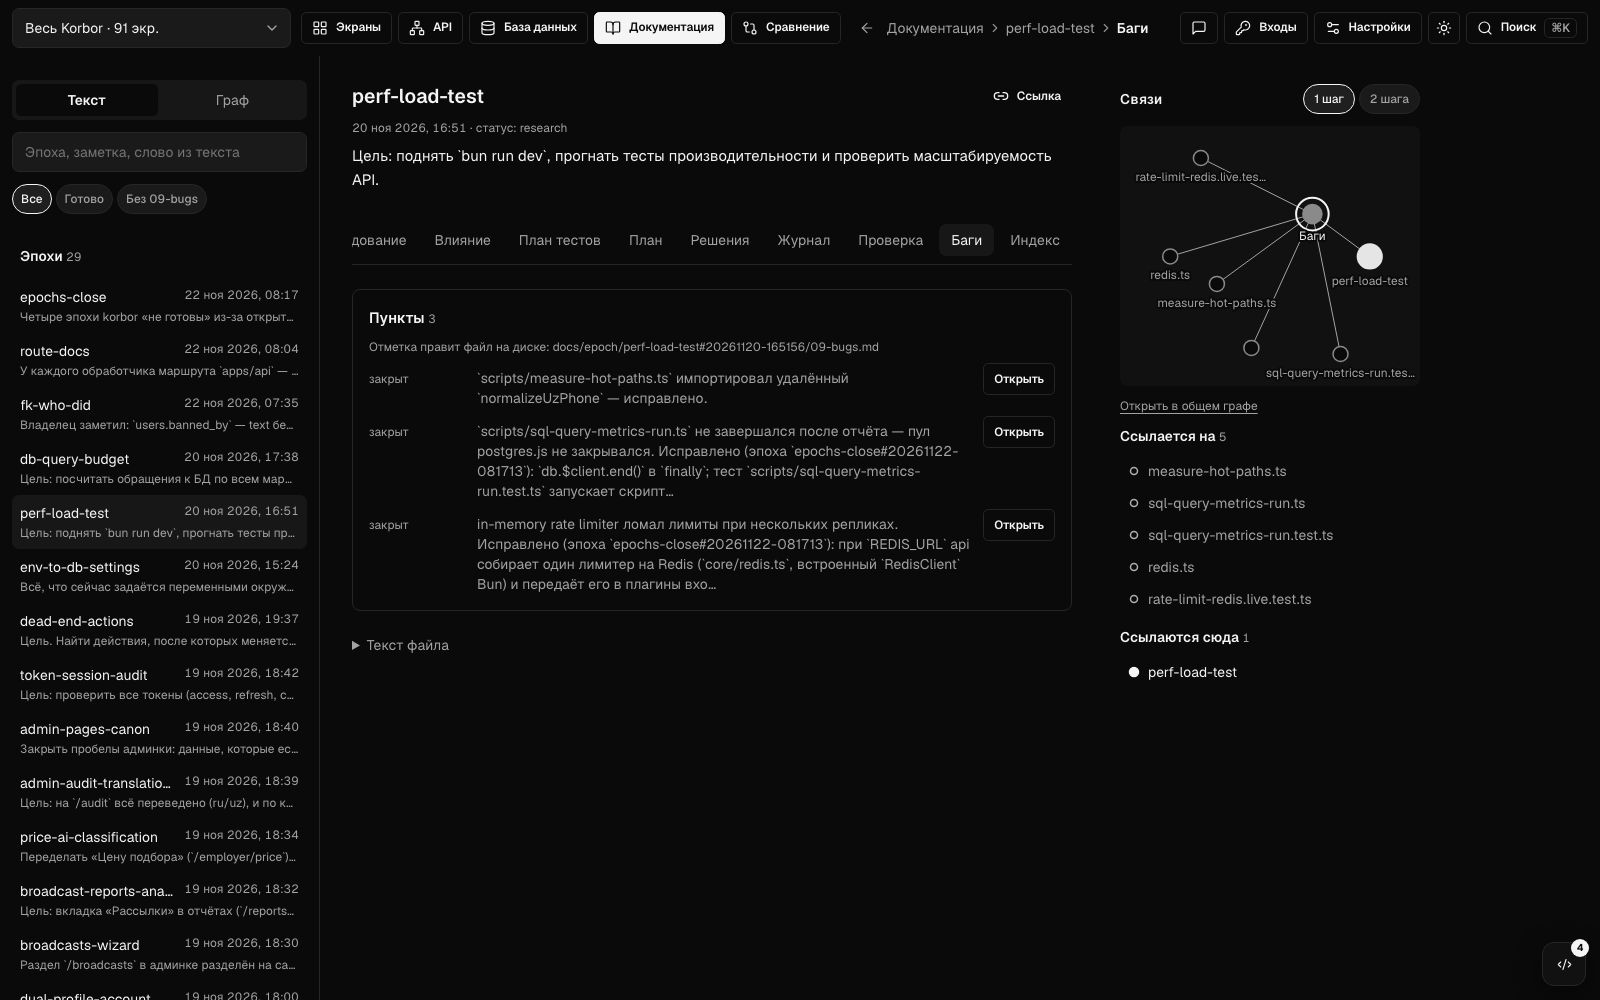 Весь Korbor · 91 экр.
Экраны
API
База данных
Документация
Сравнение
Документация
perf-load-test
Баги
Входы
Настройки
Поиск
⌘K
Текст
Граф
Эпоха, заметка, слово из текста
Все
Готово
Без 09-bugs
Эпохи 29
epochs-close 22 ноя 2026, 08:17
Четыре эпохи korbor «не готовы» из-за открыт…
route-docs 22 ноя 2026, 08:04
У каждого обработчика маршрута `apps/api` — …
fk-who-did 22 ноя 2026, 07:35
Владелец заметил: `users.banned_by` — text бе…
db-query-budget 20 ноя 2026, 17:38
Цель: посчитать обращения к БД по всем мар…
perf-load-test 20 ноя 2026, 16:51
Цель: поднять `bun run dev`, прогнать тесты пр…
env-to-db-settings 20 ноя 2026, 15:24
Всё, что сейчас задаётся переменными окруж…
dead-end-actions 19 ноя 2026, 19:37
Цель. Найти действия, после которых меняетс…
token-session-audit 19 ноя 2026, 18:42
Цель: проверить все токены (access, refresh, с…
admin-pages-canon 19 ноя 2026, 18:40
Закрыть пробелы админки: данные, которые ес…
admin-audit-translatio… 19 ноя 2026, 18:39
Цель: на `/audit` всё переведено (ru/uz), и по к…
price-ai-classification 19 ноя 2026, 18:34
Переделать «Цену подбора» (`/employer/price`)…
broadcast-reports-ana… 19 ноя 2026, 18:32
Цель: вкладка «Рассылки» в отчётах (`/reports…
broadcasts-wizard 19 ноя 2026, 18:30
Раздел `/broadcasts` в админке разделён на са…
dual-profile-account 19 ноя 2026, 18:00
perf-load-test
Ссылка
20 ноя 2026, 16:51 · статус: research
Цель: поднять `bun run dev`, прогнать тесты производительности и проверить масштабируемость
API.
дование
Влияние
План тестов
План
Решения
Журнал
Проверка
Баги
Индекс
Пункты 3
Отметка правит файл на диске: docs/epoch/perf-load-test#20261120-165156/09-bugs.md
закрыт
`scripts/measure-hot-paths.ts` импортировал удалённый
`normalizeUzPhone` — исправлено.
Открыть
закрыт
`scripts/sql-query-metrics-run.ts` не завершался после отчёта — пул
postgres.js не закрывался. Исправлено (эпоха `epochs-close#20261122-
081713`): `db.$client.end()` в `finally`; тест `scripts/sql-query-metrics-
run.test.ts` запускает скрипт…
Открыть
закрыт
in-memory rate limiter ломал лимиты при нескольких репликах.
Исправлено (эпоха `epochs-close#20261122-081713`): при `REDIS_URL` api
собирает один лимитер на Redis (`core/redis.ts`, встроенный `RedisClient`
Bun) и передаёт его в плагины вхо…
Открыть
Текст файла
Связи
1 шаг
2 шага
rate-limit-redis.live.tes…
Баги
redis.ts
perf-load-test
measure-hot-paths.ts
sql-query-metrics-run.tes…
Открыть в общем графе
Ссылается на 5
measure-hot-paths.ts
sql-query-metrics-run.ts
sql-query-metrics-run.test.ts
redis.ts
rate-limit-redis.live.test.ts
Ссылаются сюда 1
perf-load-test
4